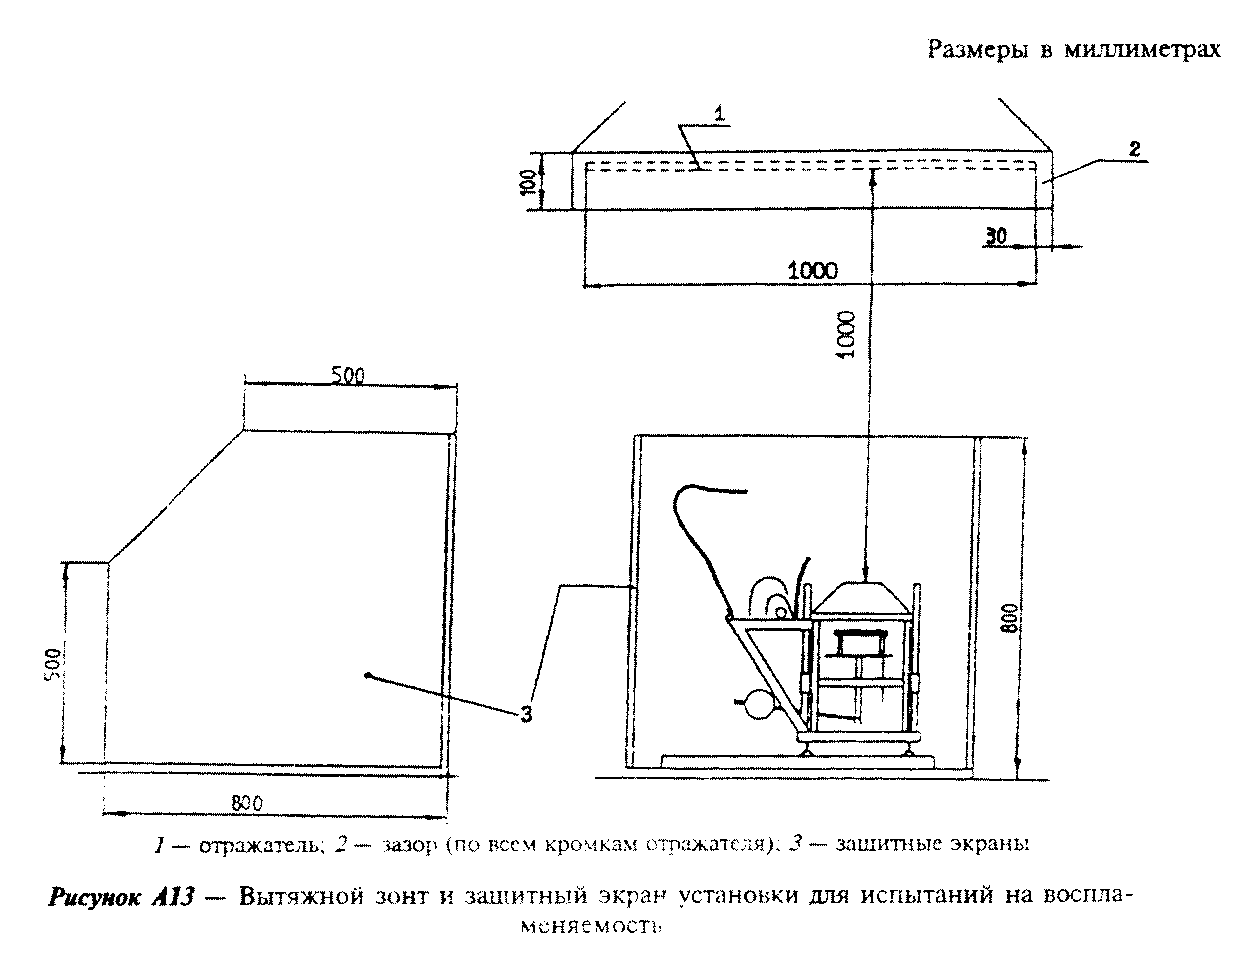 Размеры в миллиметрах
1
2
100
30
1000
1000
500
500
800
3
800
1 — отражатель; 2 — зазор (по всем кромкам отражателя); 3 — защитные экраны
Рисунок А13 — Вытяжной зонт и защитный экран установки для испытаний на воспла-
меняемость